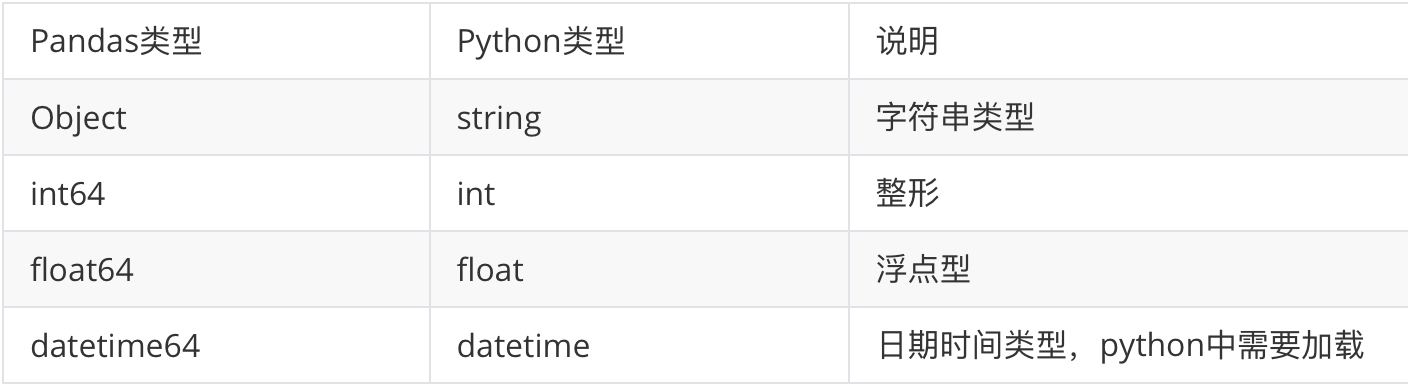 Pandas类型 Python类型 说明
Object string 字符串类型
int64 int 整形
float64 float 浮点型
datetime64 datetime 日期时间类型，python中需要加载